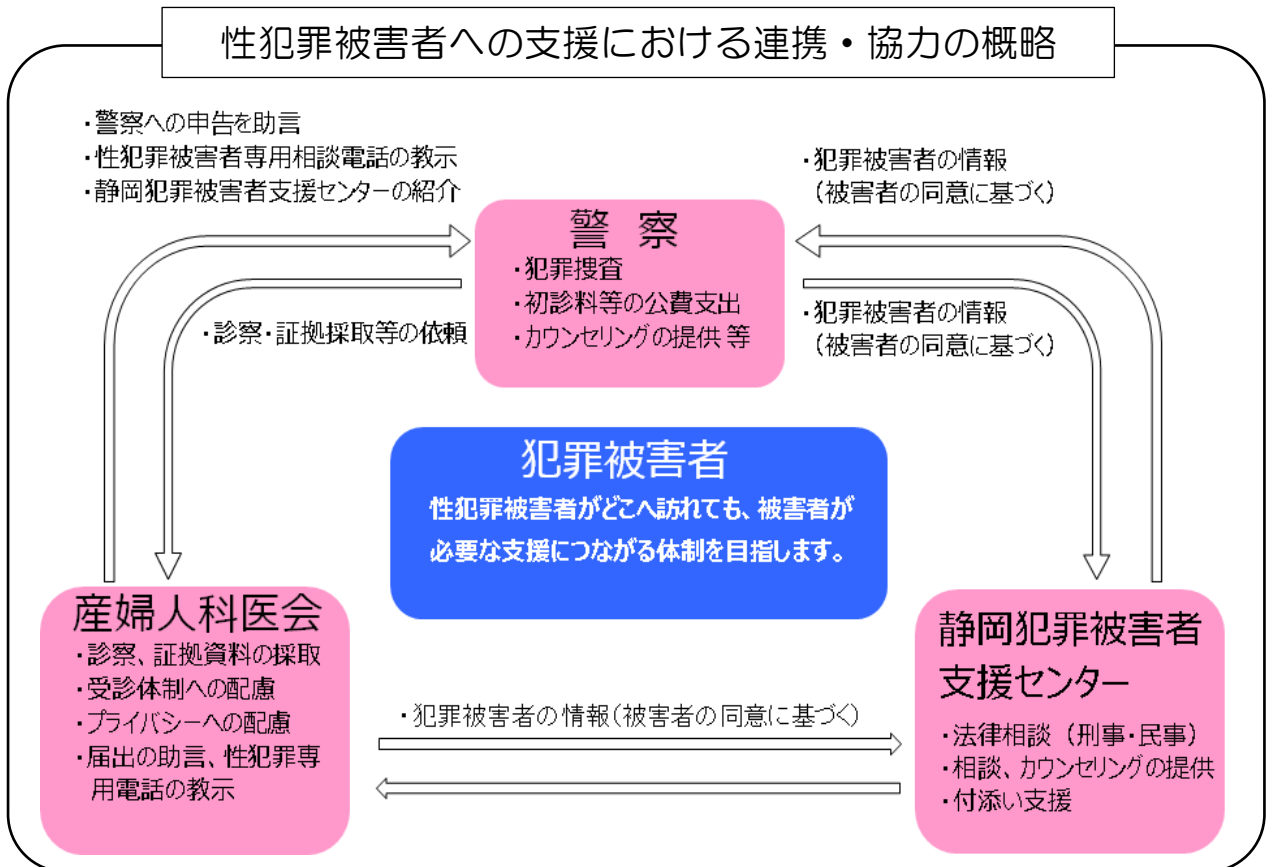 性犯罪被害者への支援における連携・協力の概略
・警察への申告を助言
・性犯罪被害者専用相談電話の教示
・静岡犯罪被害者支援センターの紹介
・犯罪被害者の情報
（被害者の同意に基づく）
警 察
・犯罪捜査
・初診料等の公費支出
・カウンセリングの提供 等
・診察・証拠採取等の依頼
・犯罪被害者の情報
（被害者の同意に基づく）
犯罪被害者
性犯罪被害者がどこへ訪れても、被害者が
必要な支援につながる体制を目指します。
産婦人科医会
・診察、証拠資料の採取
・受診体制への配慮
・プライバシーへの配慮
・届出の助言、性犯罪専
用電話の教示
・犯罪被害者の情報（被害者の同意に基づく）
静岡犯罪被害者
支援センター
・法律相談（刑事・民事）
・相談、カウンセリングの提供
・付添い支援